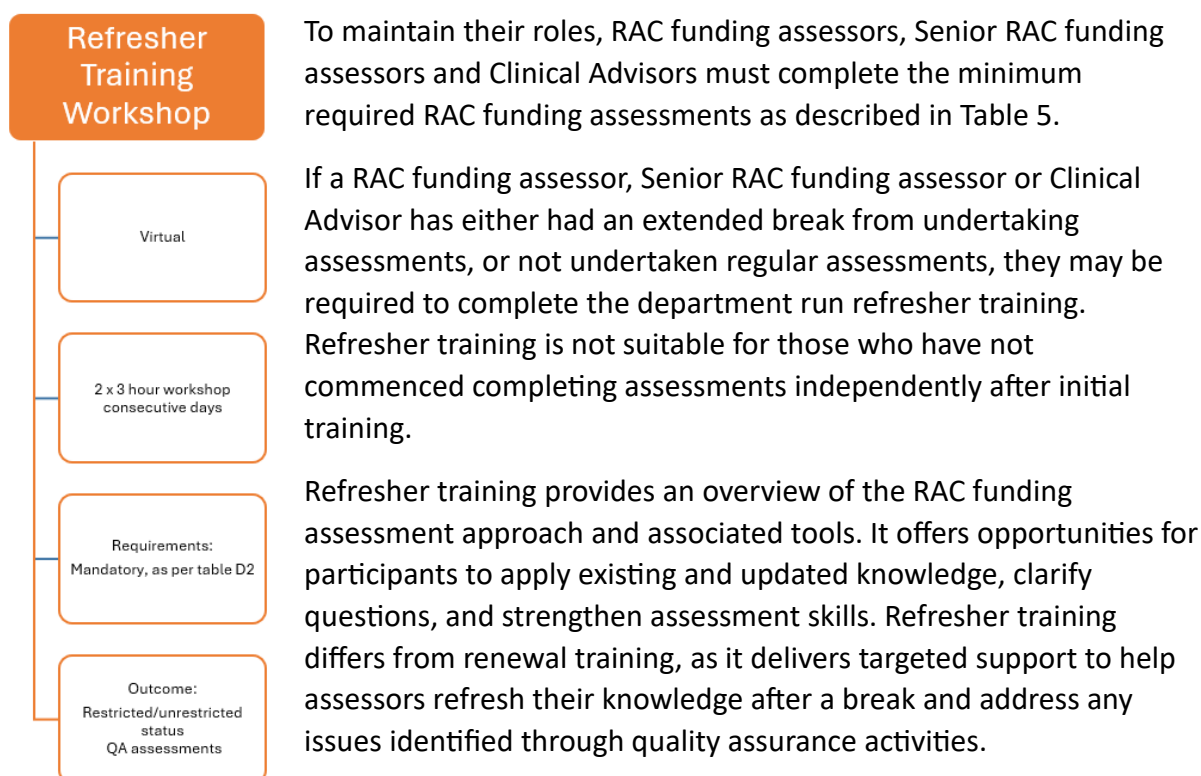 Refresher
Training
Workshop
Virtual
2 x 3 hour workshop
consecutive days
Requirements:
Mandatory, as per table D2
Outcome:
Restricted/unrestricted
status
QA assessments
To maintain their roles, RAC funding assessors, Senior RAC funding
assessors and Clinical Advisors must complete the minimum
required RAC funding assessments as described in Table 5.
If a RAC funding assessor, Senior RAC funding assessor or Clinical
Advisor has either had an extended break from undertaking
assessments, or not undertaken regular assessments, they may be
required to complete the department run refresher training.
Refresher training is not suitable for those who have not
commenced completing assessments independently after initial
training.
Refresher training provides an overview of the RAC funding
assessment approach and associated tools. It offers opportunities for
participants to apply existing and updated knowledge, clarify
questions, and strengthen assessment skills. Refresher training
differs from renewal training, as it delivers targeted support to help
assessors refresh their knowledge after a break and address any
issues identified through quality assurance activities.